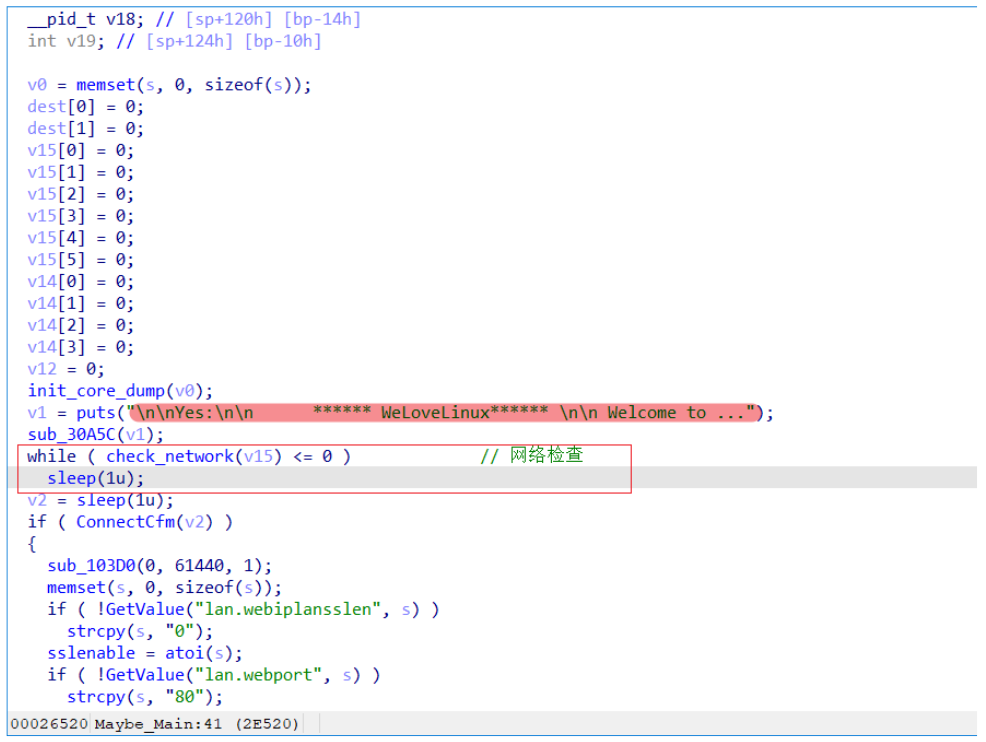 __pid_t v18; // [sp+120h] [bp-14h]
int v19; // [sp+124h] [bp-10h]
v0 = memset(s, 0, sizeof(s));
dest[0] = 0;
dest[1] = 0;
v15[0] = 0;
v15[1] = 0;
v15[2] = 0;
v15[3] = 0;
v15[4] = 0;
v15[5] = 0;
v14[0] = 0;
v14[1] = 0;
v14[2] = 0;
v14[3] = 0;
v12 = 0;
init_core_dump(v0);
v1 = puts("\n\nYes:\n\n      ****** WeLoveLinux****** \n\n Welcome to ...");
sub_30A5C(v1);
while ( check_network(v15) <= 0 )             // 网络检查
sleep(1u);
v2 = sleep(1u);
if ( ConnectCfm(v2) )
{
sub_103D0(0, 61440, 1);
memset(s, 0, sizeof(s));
if ( !GetValue("lan.webiplansslen", s) )
strcpy(s, "0");
sslenable = atoi(s);
if ( !GetValue("lan.webport", s) )
strcpy(s, "80");
00026520 Maybe_Main:41 (2E520)